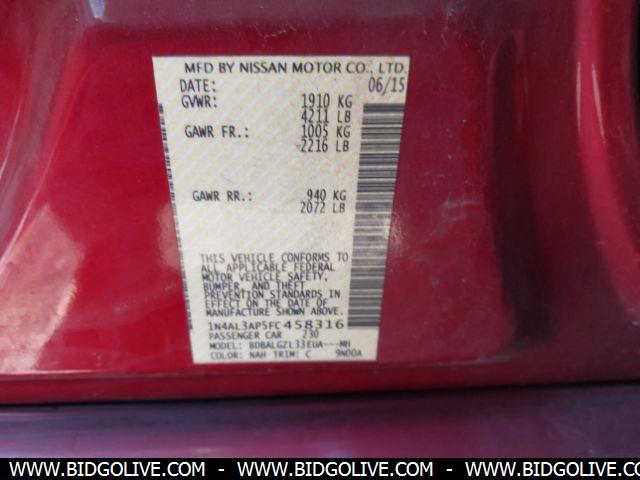 MFD BY NISSAN MOTOR CO., LTD.
DATE: 06/15
GVWR: 1910 KG
4211 LB
GAWR FR.: 1005 KG
2216 LB
GAWR RR.: 940 KG
2072 LB
THIS VEHICLE CONFORMS TO
ALL APPLICABLE FEDERAL
MOTOR VEHICLE SAFETY,
BUMPER, AND THEFT
PREVENTION STANDARDS IN
EFFECT ON THE DATE OF
MANUFACTURE SHOWN ABOVE.
1N4AL3AP5FC458316
PASSENGER CAR 230
MODEL: BDBALGZL33EUA---MH
COLOR: NAH TRIM: C 9N00A
WWW.BIDGOLIVE.COM - WWW.BIDGOLIVE.COM - WWW.BIDGOLIVE.COM